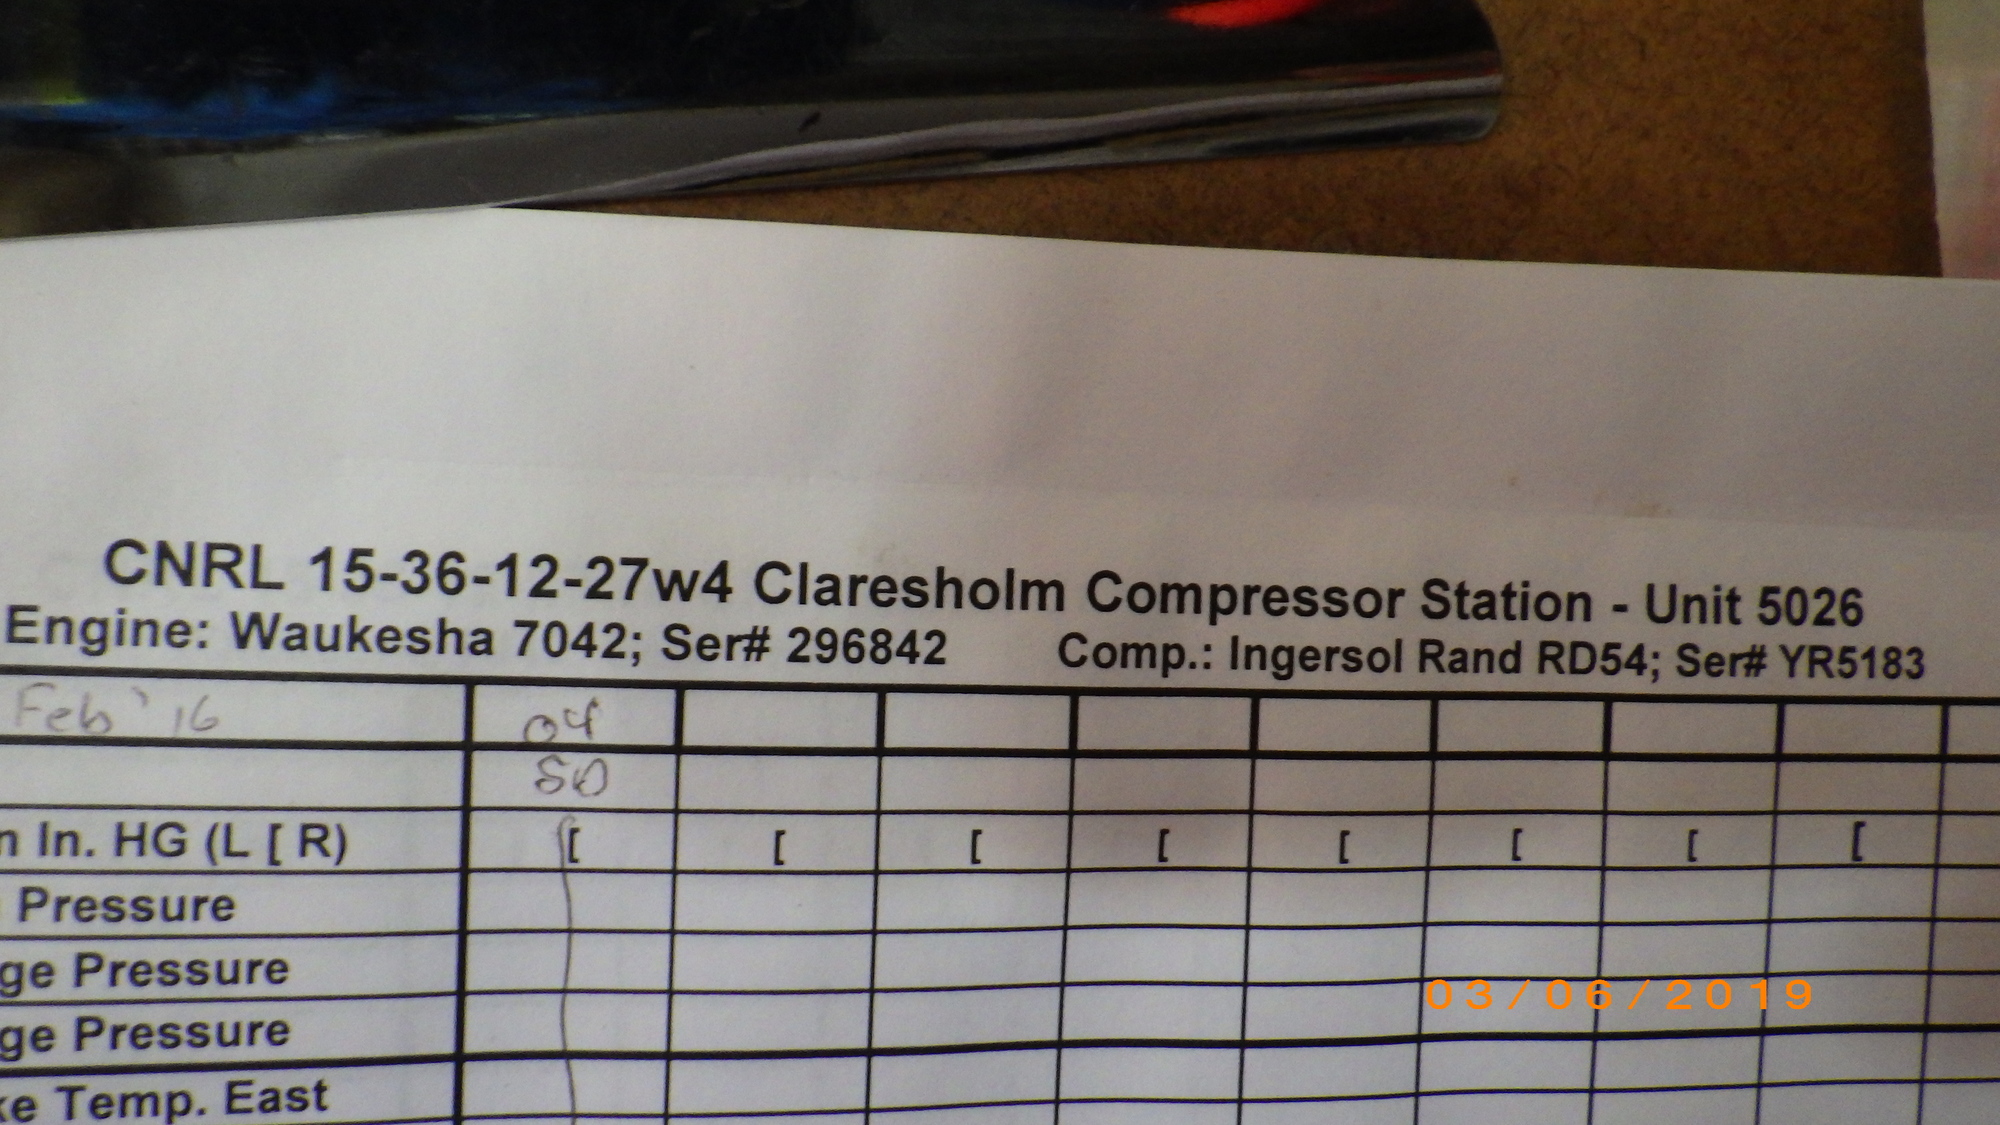 CNRL 15-36-12-27w4 Claresholm Compressor Station - Unit 5026
Engine: Waukesha 7042; Ser# 296842 Comp.: Ingersol Rand RD54; Ser# YR5183
Feb '16 04
SD
n In. HG (L [ R) [ [ [ [ [ [ [ [
Pressure
ge Pressure
03/06/2019
ge Pressure
ke Temp. East